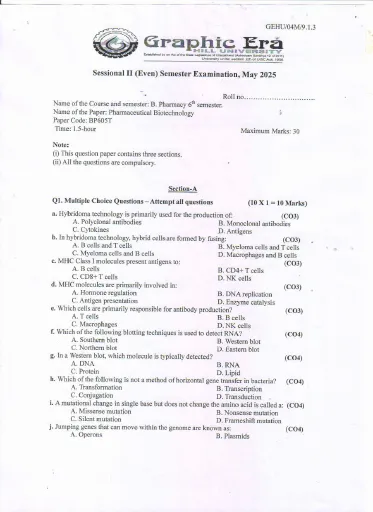 GEHU/04M/9.1.3
Graphic Era
HILL UNIVERSITY
Sessional II (Even) Semester Examination, May 2025
Roll no..............................
Name of the Course and semester: B. Pharmacy 6th semester.
Name of the Paper: Pharmaceutical Biotechnology
Paper Code: BP605T
Time: 1.5-hour Maximum Marks: 30
Note:
(i) This question paper contains three sections.
(ii) All the questions are compulsory.
Section-A
Q1. Multiple Choice Questions – Attempt all questions (10 X 1 = 10 Marks)
a. Hybridoma technology is primarily used for the production of: (CO3)
A. Polyclonal antibodies B. Monoclonal antibodies
C. Cytokines D. Antigens
b. In hybridoma technology, hybrid cells are formed by fusing: (CO3)
A. B cells and T cells B. Myeloma cells and T cells
C. Myeloma cells and B cells D. Macrophages and B cells
c. MHC Class I molecules present antigens to: (CO3)
A. B cells B. CD4+ T cells
C. CD8+ T cells D. NK cells
d. MHC molecules are primarily involved in: (CO3)
A. Hormone regulation B. DNA replication
C. Antigen presentation D. Enzyme catalysis
e. Which cells are primarily responsible for antibody production? (CO3)
A. T cells B. B cells
C. Macrophages D. NK cells
f. Which of the following blotting techniques is used to detect RNA? (CO4)
A. Southern blot B. Western blot
C. Northern blot D. Eastern blot
g. In a Western blot, which molecule is typically detected? (CO4)
A. DNA B. RNA
C. Protein D. Lipid
h. Which of the following is not a method of horizontal gene transfer in bacteria? (CO4)
A. Transformation B. Transcription
C. Conjugation D. Transduction
i. A mutational change in single base but does not change the amino acid is called a: (CO4)
A. Missense mutation B. Nonsense mutation
C. Silent mutation D. Frameshift mutation
j. Jumping genes that can move within the genome are known as: (CO4)
A. Operons B. Plasmids